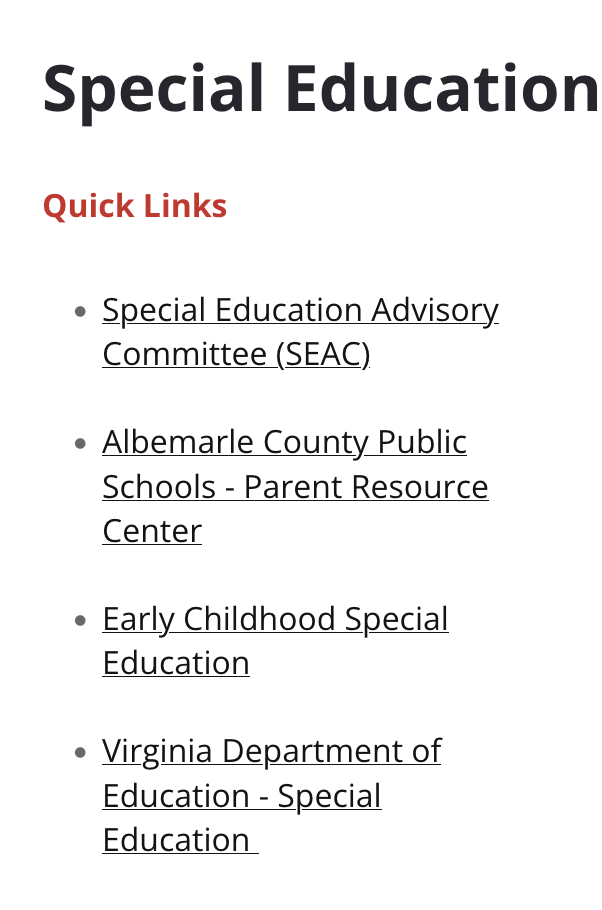 Special Education
Quick Links
Special Education Advisory
Committee (SEAC)
Albemarle County Public
Schools - Parent Resource
Center
Early Childhood Special
Education
Virginia Department of
Education - Special
Education